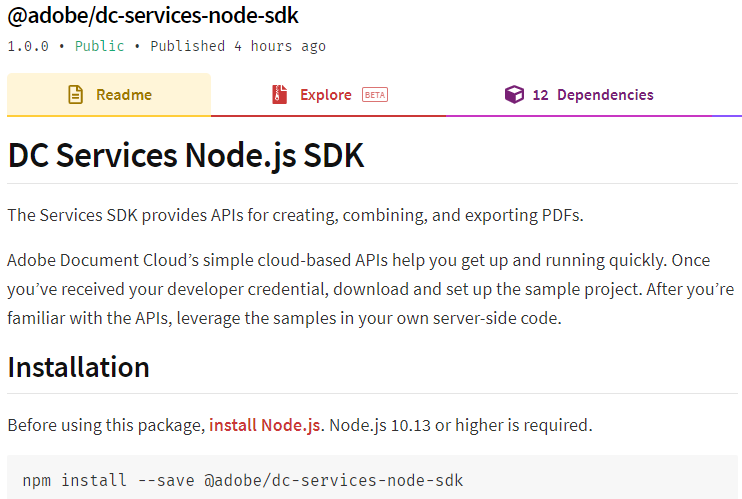 @adobe/dc-services-node-sdk
1.0.0 • Public • Published 4 hours ago
Readme Explore BETA 12 Dependencies
DC Services Node.js SDK
The Services SDK provides APIs for creating, combining, and exporting PDFs.
Adobe Document Cloud’s simple cloud-based APIs help you get up and running quickly. Once
you’ve received your developer credential, download and set up the sample project. After you’re
familiar with the APIs, leverage the samples in your own server-side code.
Installation
Before using this package, install Node.js. Node.js 10.13 or higher is required.
npm install --save @adobe/dc-services-node-sdk